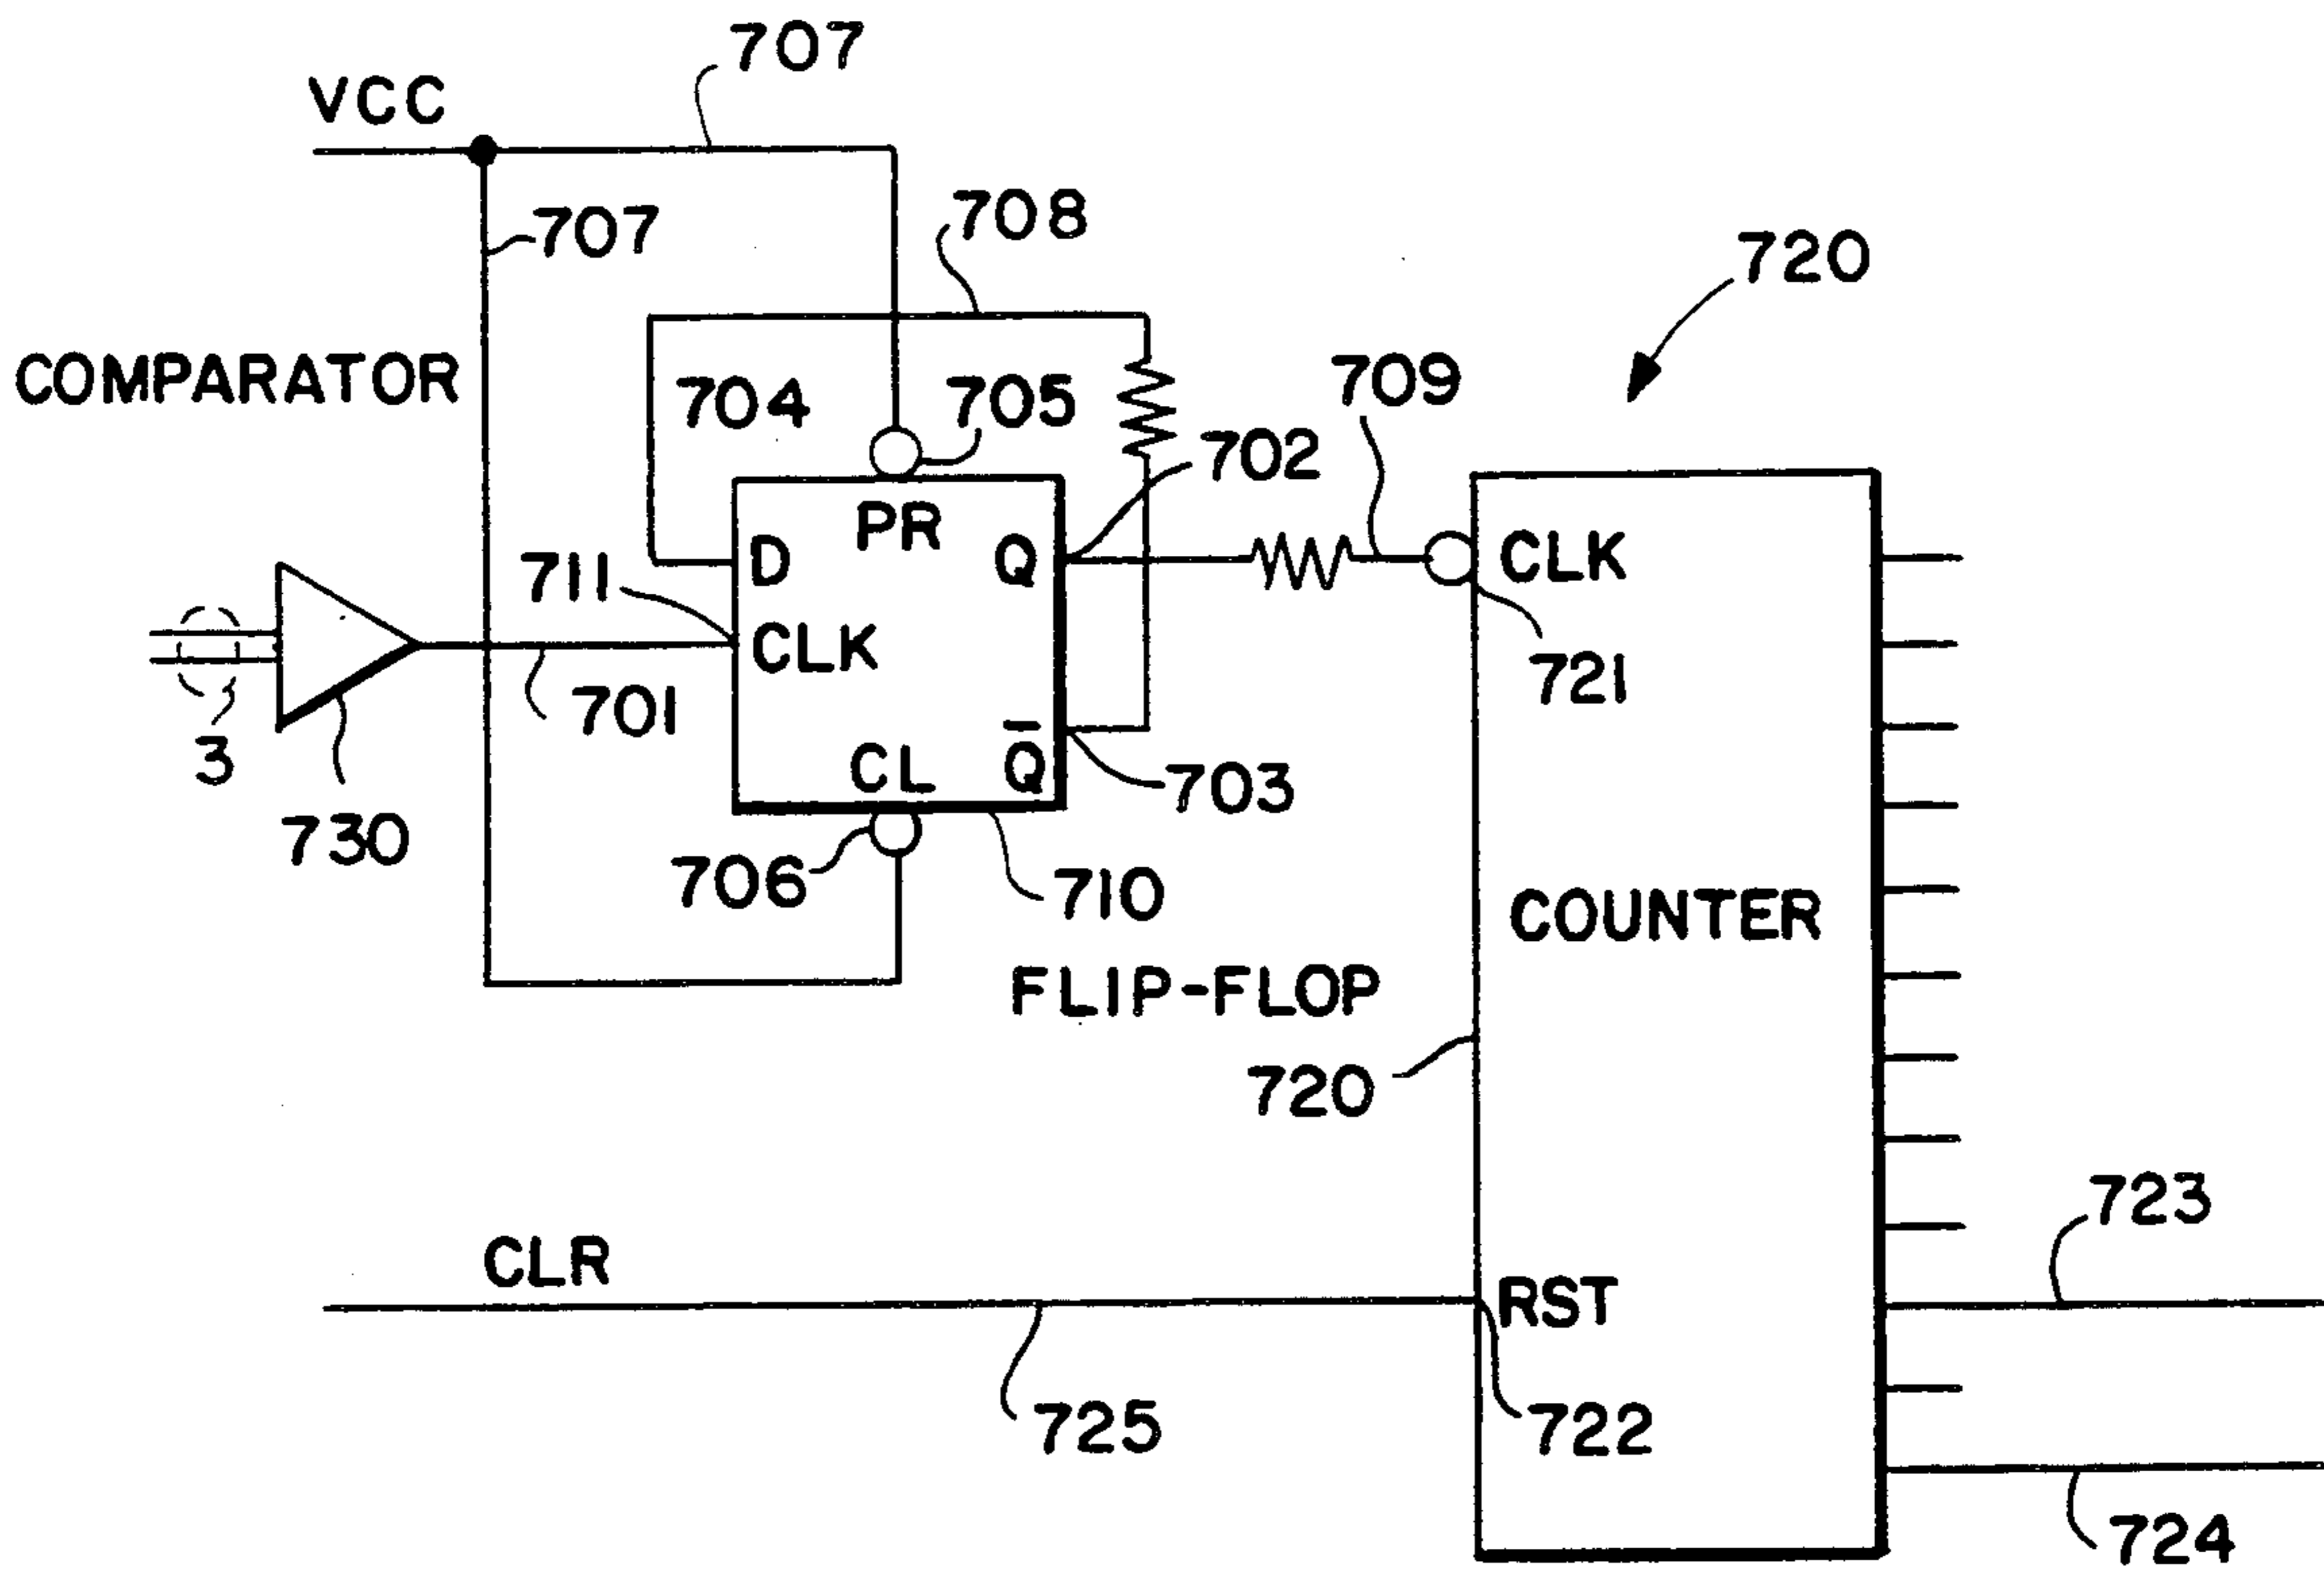 707
VCC
707
708
720
COMPARATOR
704
705
709
702
PR
D
Q
CLK
711
CLK
701
721
3
CL
Q̅
703
730
706
710
COUNTER
FLIP-FLOP
720
723
CLR
RST
725
722
724